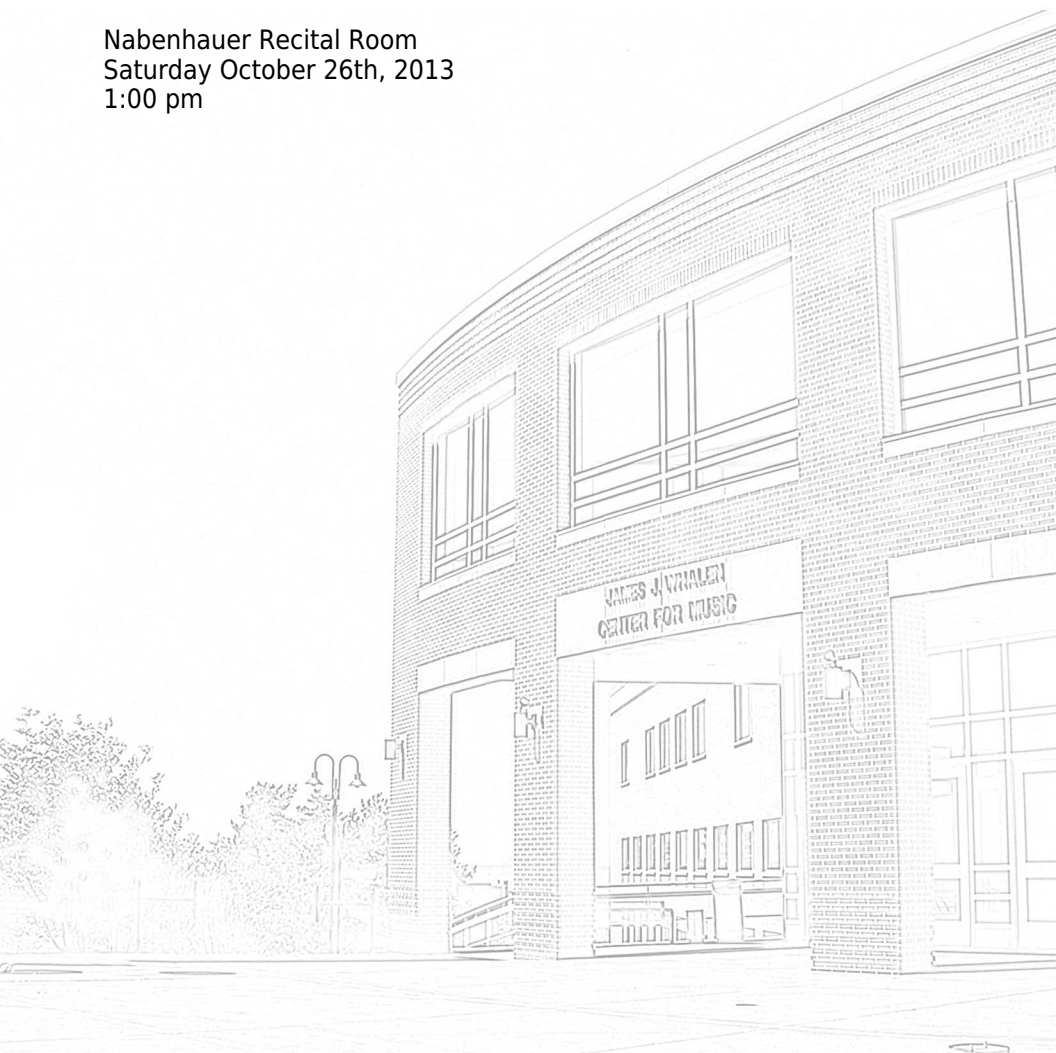 Nabenhauer Recital Room
Saturday October 26th, 2013
1:00 pm
JAMES J. WHALEN
CENTER FOR MUSIC